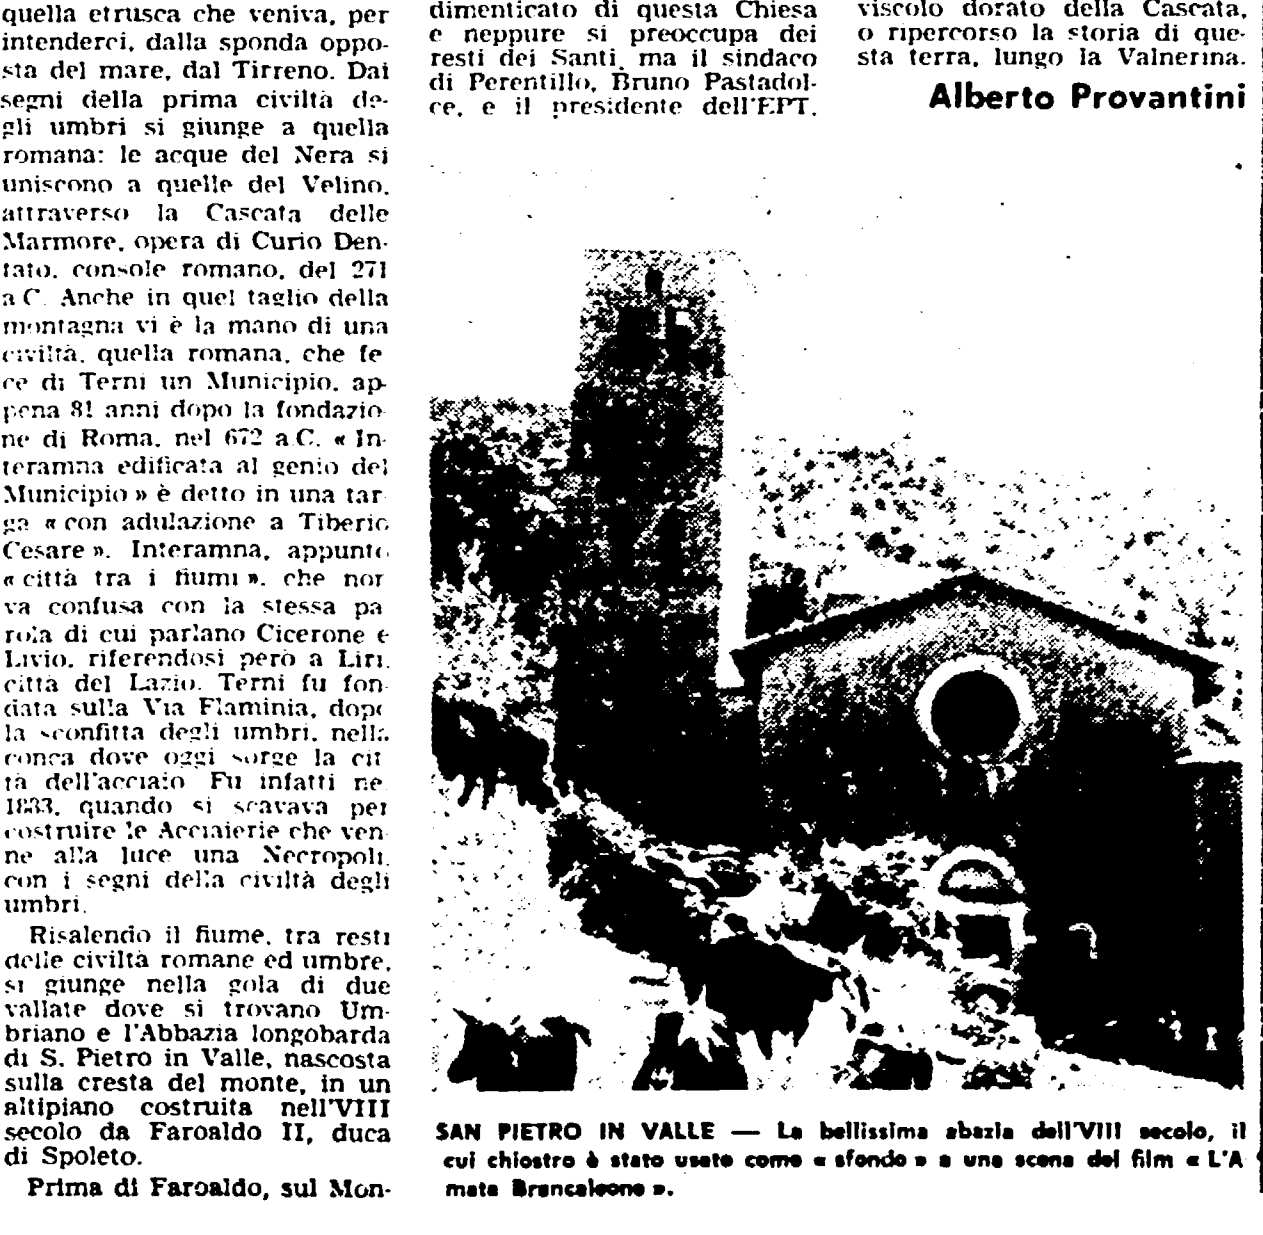 quella etrusca che veniva, per
intenderci, dalla sponda oppo-
sta del mare, dal Tirreno. Dai
segni della prima civiltà de-
gli umbri si giunge a quella
romana: le acque del Nera si
uniscono a quelle del Velino,
attraverso la Cascata delle
Marmore, opera di Curio Den-
tato, console romano, del 271
a C. Anche in quel taglio della
montagna vi è la mano di una
civiltà, quella romana, che fe
ce di Terni un Municipio, ap-
pena 81 anni dopo la fondazio
ne di Roma, nel 672 a C. « In-
teramna edificata al genio del
Municipio » è detto in una tar
ga « con adulazione a Tiberio
Cesare ». Interamna, appunto
« città tra i fiumi », che non
va confusa con la stessa pa
rola di cui parlano Cicerone e
Livio, riferendosi però a Liri,
città del Lazio. Terni fu fon-
data sulla Via Flaminia, dopo
la sconfitta degli umbri, nella
conca dove oggi sorge la cit
tà dell'acciaio Fu infatti ne
1833, quando si scavava per
costruire le Acciaierie che ven
ne alla luce una Necropoli,
con i segni della civiltà degli
umbri.
Risalendo il fiume, tra resti
delle civiltà romane ed umbre,
si giunge nella gola di due
vallate dove si trovano Um-
briano e l'Abbazia longobarda
di S. Pietro in Valle, nascosta
sulla cresta del monte, in un
altipiano costruita nell'VIII
secolo da Faroaldo II, duca
di Spoleto.
Prima di Faroaldo, sul Mon-
dimenticato di questa Chiesa
e neppure si preoccupa dei
resti dei Santi, ma il sindaco
di Perentillo, Bruno Pastadol-
ce, e il presidente dell'EPT,
viscolo dorato della Cascata,
o ripercorso la storia di que-
sta terra, lungo la Valnerina.
Alberto Provantini
SAN PIETRO IN VALLE — La bellissima abazia dell'VIII secolo, il
cui chiostro è stato usato come « sfondo » a una scena del film « L'A
mata Brancaleone ».